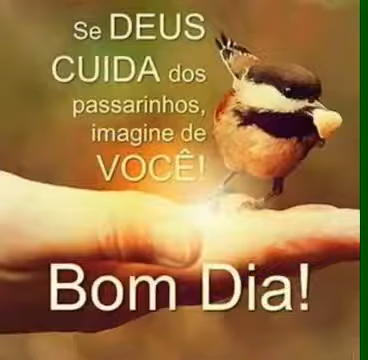 Se DEUS
CUIDA dos
passarinhos,
imagine de
VOCÊ!
Bom Dia!